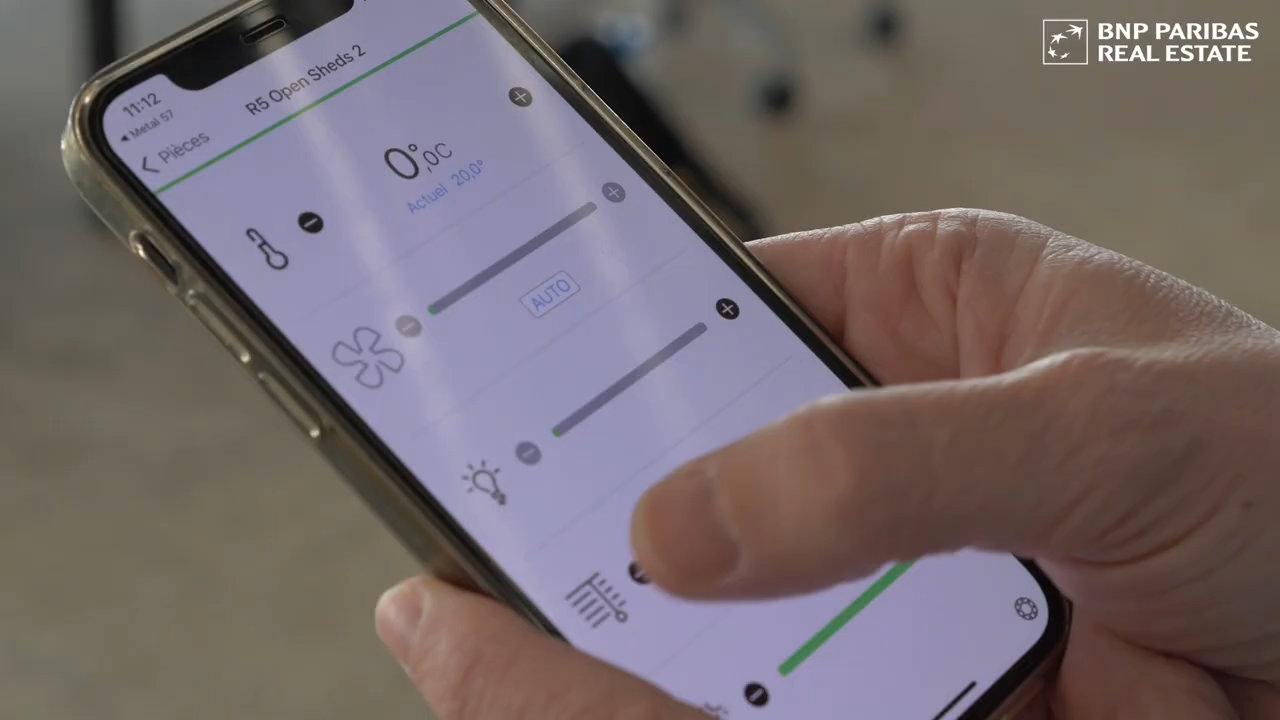 BNP PARIBAS
REAL ESTATE
11:12
◀ Metal 57
Pièces
R5 Open Sheds 2
0°,0C
Actuel 20,0°
AUTO